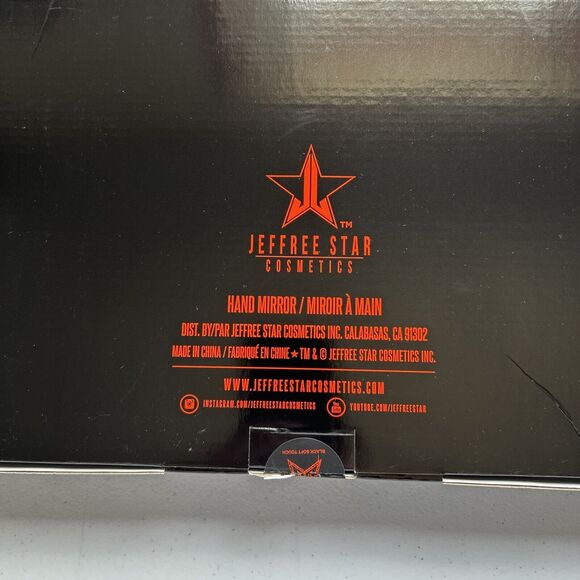 TM
JEFFREE STAR
COSMETICS
HAND MIRROR / MIROIR À MAIN
DIST. BY/PAR JEFFREE STAR COSMETICS INC. CALABASAS, CA 91302
MADE IN CHINA / FABRIQUÉ EN CHINE ★ TM & © JEFFREE STAR COSMETICS INC.
WWW.JEFFREESTARCOSMETICS.COM
INSTAGRAM.COM/JEFFREESTARCOSMETICS YOUTUBE.COM/JEFFREESTAR
BLACK SOFT TOUCH